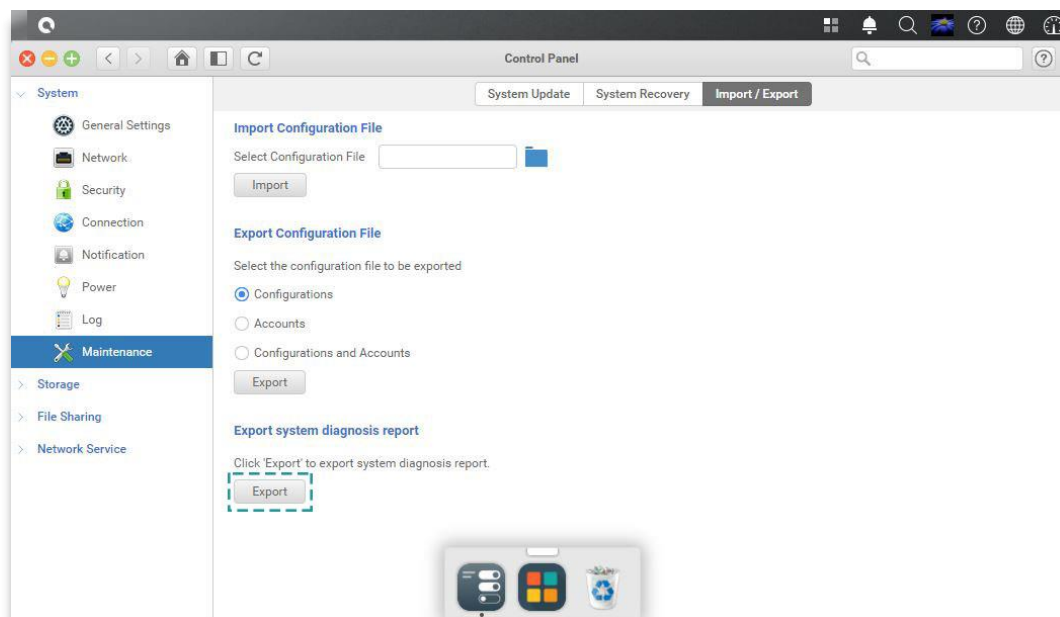 Control Panel
System
General Settings
Network
Security
Connection
Notification
Power
Log
Maintenance
Storage
File Sharing
Network Service
System Update
System Recovery
Import / Export
Import Configuration File
Select Configuration File
Import
Export Configuration File
Select the configuration file to be exported
Configurations
Accounts
Configurations and Accounts
Export
Export system diagnosis report
Click 'Export' to export system diagnosis report.
Export